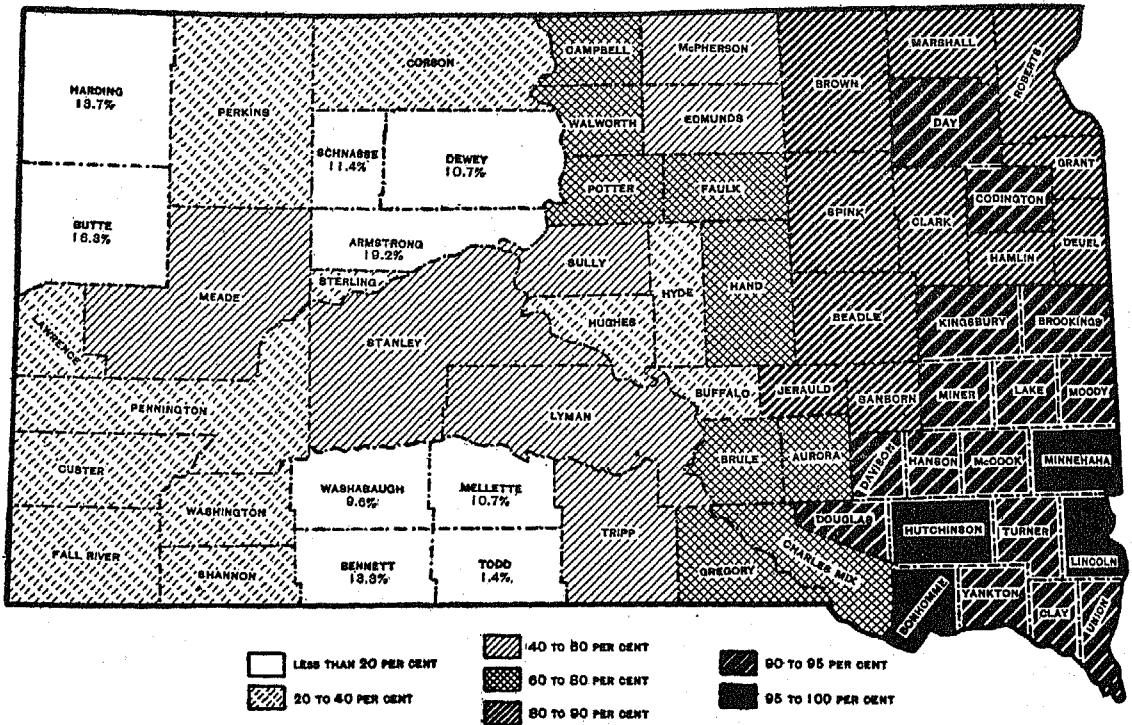 CAMPBELL
McPHERSON
MARSHALL
ROBERTS
CORSON
BROWN
HARDING
13.7%
PERKINS
WALWORTH
EDMUNDS
DAY
SCHNASSE
11.4%
DEWEY
10.7%
GRANT
POTTER
FAULK
CODINGTON
BUTTE
16.3%
SPINK
CLARK
ARMSTRONG
19.2%
DEUEL
SULLY
HAMLIN
STERLING
MEADE
HYDE
HAND
LAWRENCE
HUGHES
BEADLE
KINGSBURY
BROOKINGS
STANLEY
PENNINGTON
LYMAN
BUFFALO
JERAULD
SANBORN
MINER
LAKE
MOODY
CUSTER
BRULE
AURORA
DAVISON
HANSON
McCOOK
MINNEHAHA
WASHABAUGH
9.6%
MELLETTE
10.7%
WASHINGTON
DOUGLAS
HUTCHINSON
TURNER
TRIPP
FALL RIVER
SHANNON
BENNETT
13.3%
TODD
1.4%
GREGORY
CHARLES MIX
LINCOLN
BONHOMME
YANKTON
CLAY
UNION
LESS THAN 20 PER CENT
20 TO 40 PER CENT
40 TO 60 PER CENT
60 TO 80 PER CENT
80 TO 90 PER CENT
90 TO 95 PER CENT
95 TO 100 PER CENT